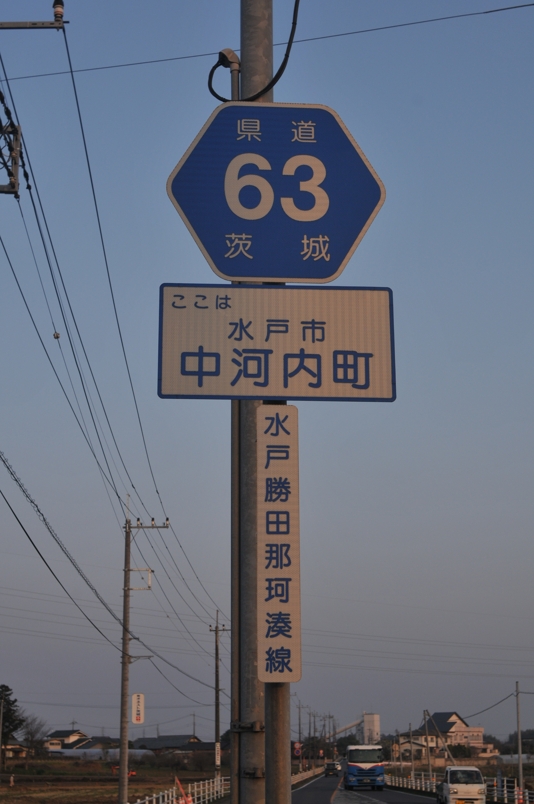 県道
63
茨城
ここは
水戸市
中河内町
水戸勝田那珂湊線